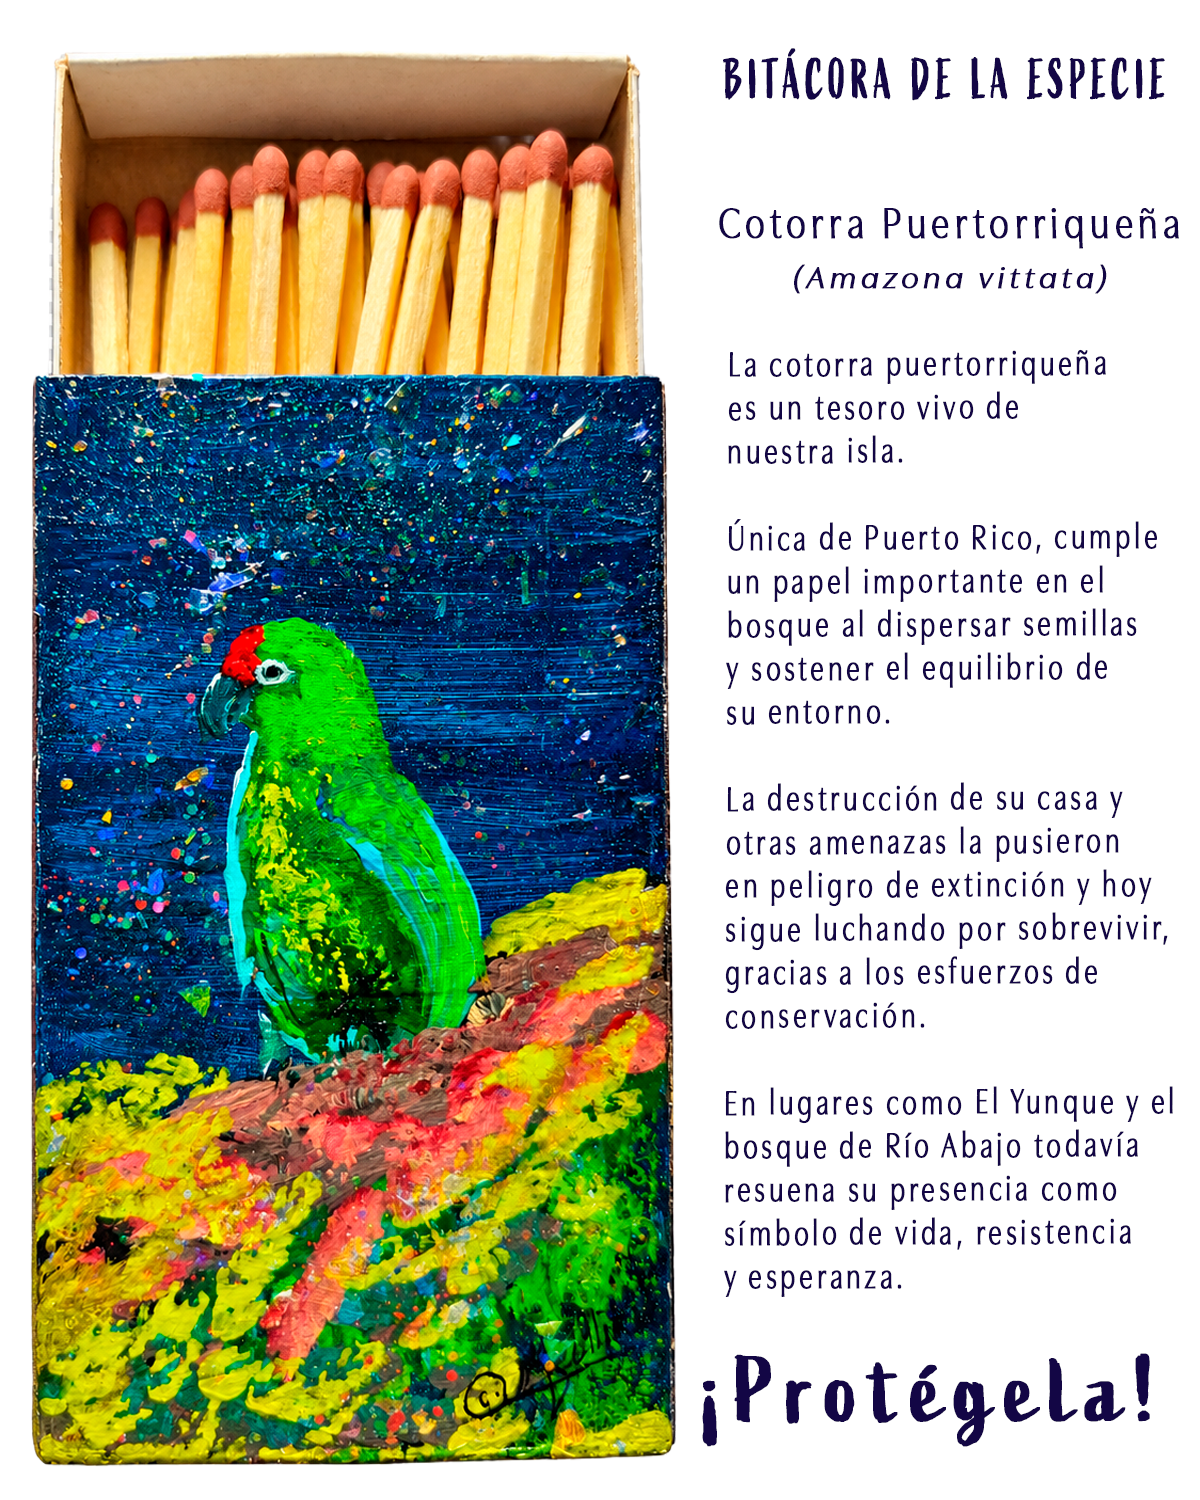 BITÁCORA DE LA ESPECIE
Cotorra Puertorriqueña
(Amazona vittata)
La cotorra puertorriqueña
es un tesoro vivo de
nuestra isla.
Única de Puerto Rico, cumple
un papel importante en el
bosque al dispersar semillas
y sostener el equilibrio de
su entorno.
La destrucción de su casa y
otras amenazas la pusieron
en peligro de extinción y hoy
sigue luchando por sobrevivir,
gracias a los esfuerzos de
conservación.
En lugares como El Yunque y el
bosque de Río Abajo todavía
resuena su presencia como
símbolo de vida, resistencia
y esperanza.
¡Protégela!